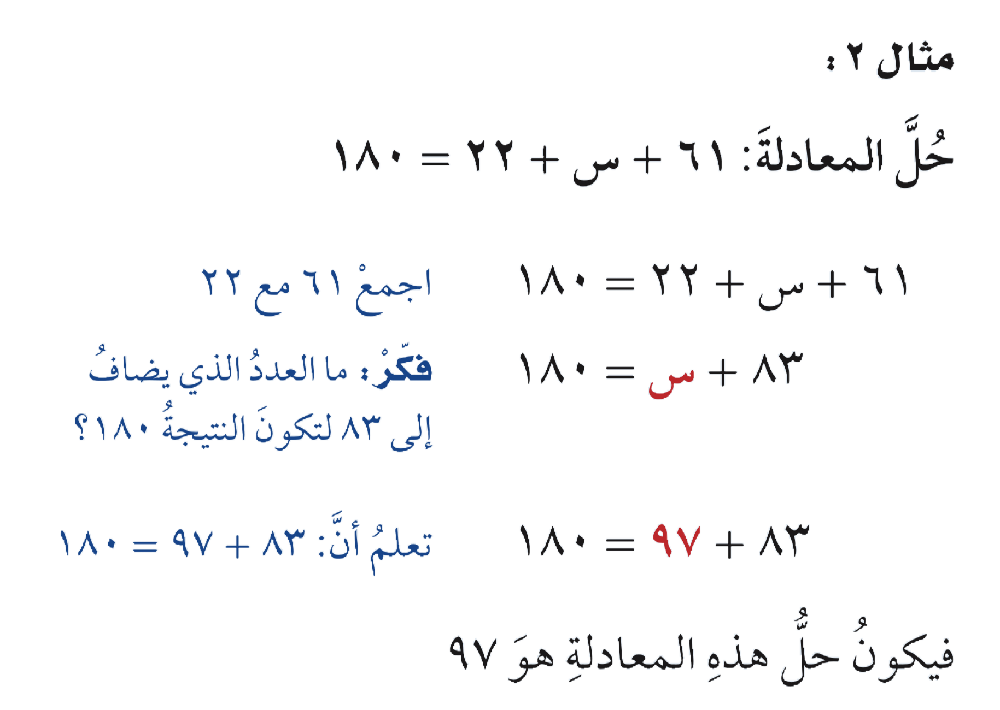 مثال ٢ :
حُلَّ المعادلةَ: ٦١ + س + ٢٢ = ١٨٠
٦١ + س + ٢٢ = ١٨٠
اجمعْ ٦١ مع ٢٢
٨٣ + س = ١٨٠
فكّرْ : ما العددُ الذي يضافُ
إلى ٨٣ لتكونَ النتيجةُ ١٨٠؟
٨٣ + ٩٧ = ١٨٠
تعلمُ أنَّ: ٨٣ + ٩٧ = ١٨٠
فيكونُ حلُّ هذهِ المعادلةِ هوَ ٩٧